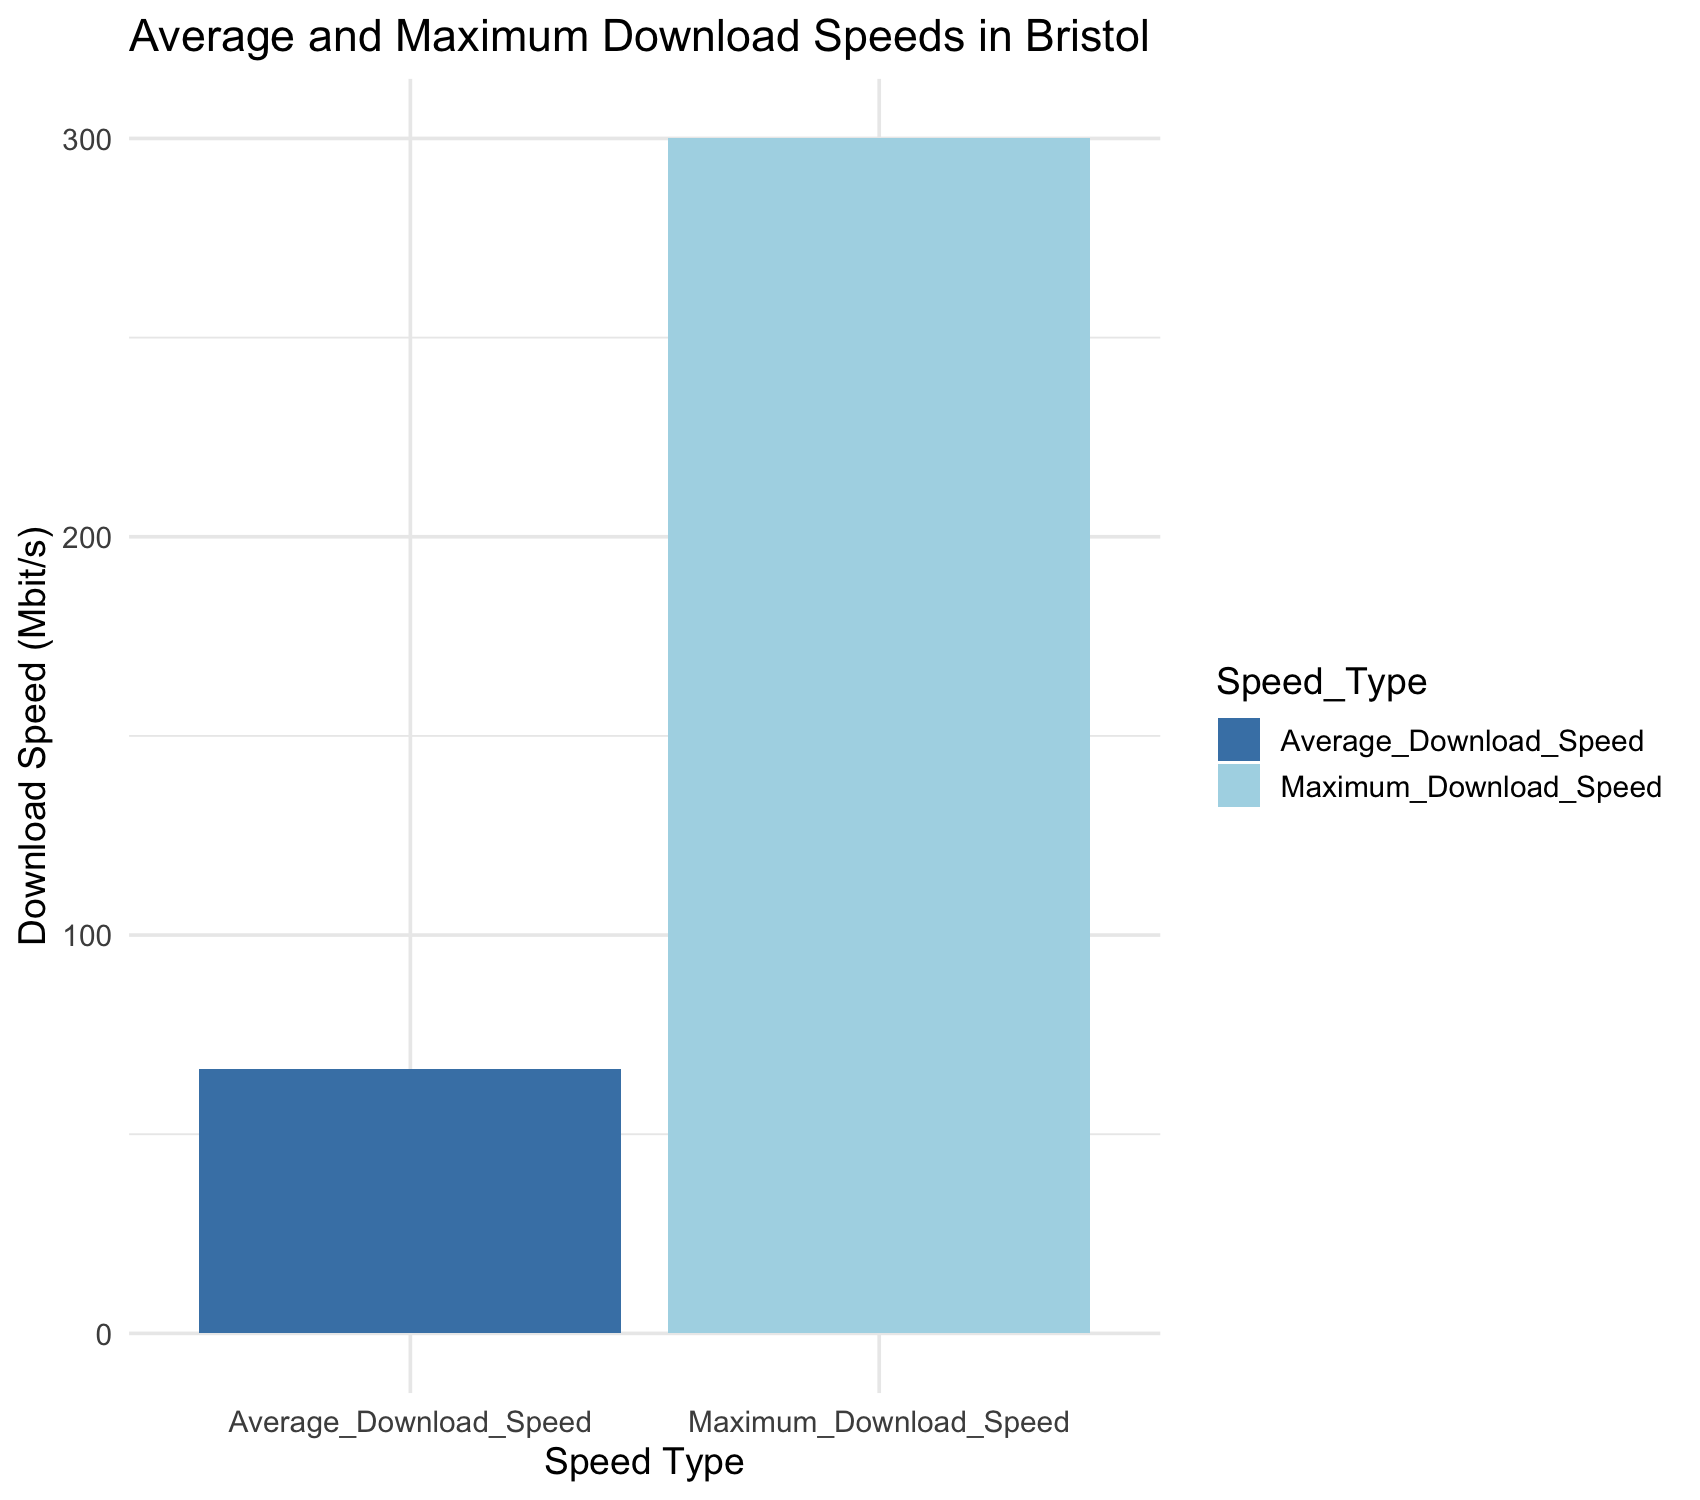 Average and Maximum Download Speeds in Bristol
Download Speed (Mbit/s)
300
200
100
0
Average_Download_Speed
Maximum_Download_Speed
Speed Type
Speed_Type
Average_Download_Speed
Maximum_Download_Speed